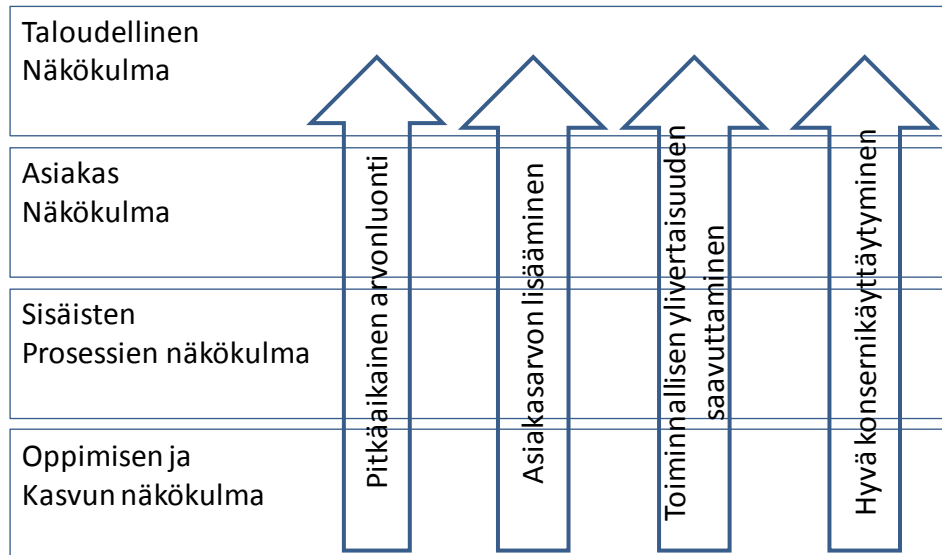 Taloudellinen
Näkökulma
Asiakas
Näkökulma
Sisäisten
Prosessien näkökulma
Oppimisen ja
Kasvun näkökulma
Pitkäaikainen arvonluonti
Asiakasarvon lisääminen
Toiminnallisen ylivertaisuuden
saavuttaminen
Hyvä konsernikäyttäytyminen